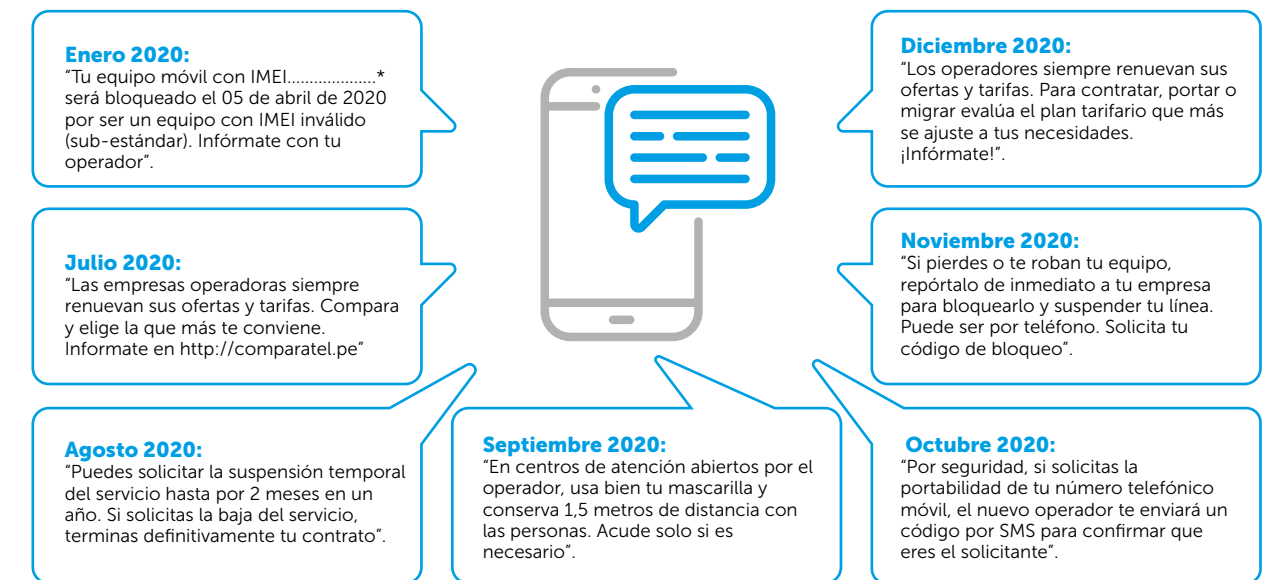 Enero 2020:
“Tu equipo móvil con IMEI...................*
será bloqueado el 05 de abril de 2020
por ser un equipo con IMEI inválido
(sub-estándar). Infórmate con tu
operador”.
Julio 2020:
“Las empresas operadoras siempre
renuevan sus ofertas y tarifas. Compara
y elige la que más te conviene.
Informate en http://comparatel.pe”
Agosto 2020:
“Puedes solicitar la suspensión temporal
del servicio hasta por 2 meses en un
año. Si solicitas la baja del servicio,
terminas definitivamente tu contrato”.
Septiembre 2020:
“En centros de atención abiertos por el
operador, usa bien tu mascarilla y
conserva 1,5 metros de distancia con
las personas. Acude solo si es
necesario”.
Octubre 2020:
“Por seguridad, si solicitas la
portabilidad de tu número telefónico
móvil, el nuevo operador te enviará un
código por SMS para confirmar que
eres el solicitante”.
Noviembre 2020:
“Si pierdes o te roban tu equipo,
repórtalo de inmediato a tu empresa
para bloquearlo y suspender tu línea.
Puede ser por teléfono. Solicita tu
código de bloqueo”.
Diciembre 2020:
“Los operadores siempre renuevan sus
ofertas y tarifas. Para contratar, portar o
migrar evalúa el plan tarifario que más
se ajuste a tus necesidades.
¡Infórmate!”.